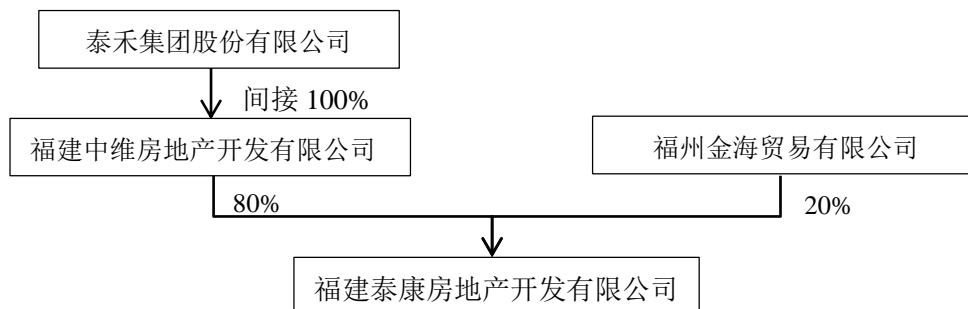 泰禾集团股份有限公司
间接 100%
福建中维房地产开发有限公司
福州金海贸易有限公司
80%
20%
福建泰康房地产开发有限公司